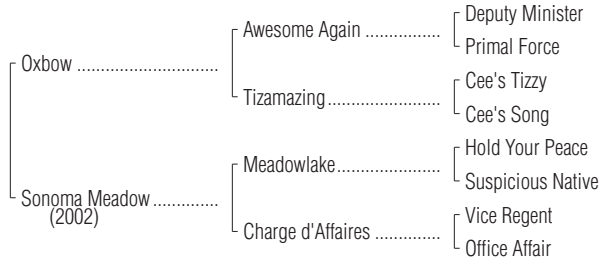 Deputy Minister
Awesome Again ................
Primal Force
Oxbow ..............................
Cee's Tizzy
Tizamazing........................
Cee's Song
Hold Your Peace
Meadowlake......................
Suspicious Native
Sonoma Meadow ..............
(2002)
Vice Regent
Charge d'Affaires ..............
Office Affair